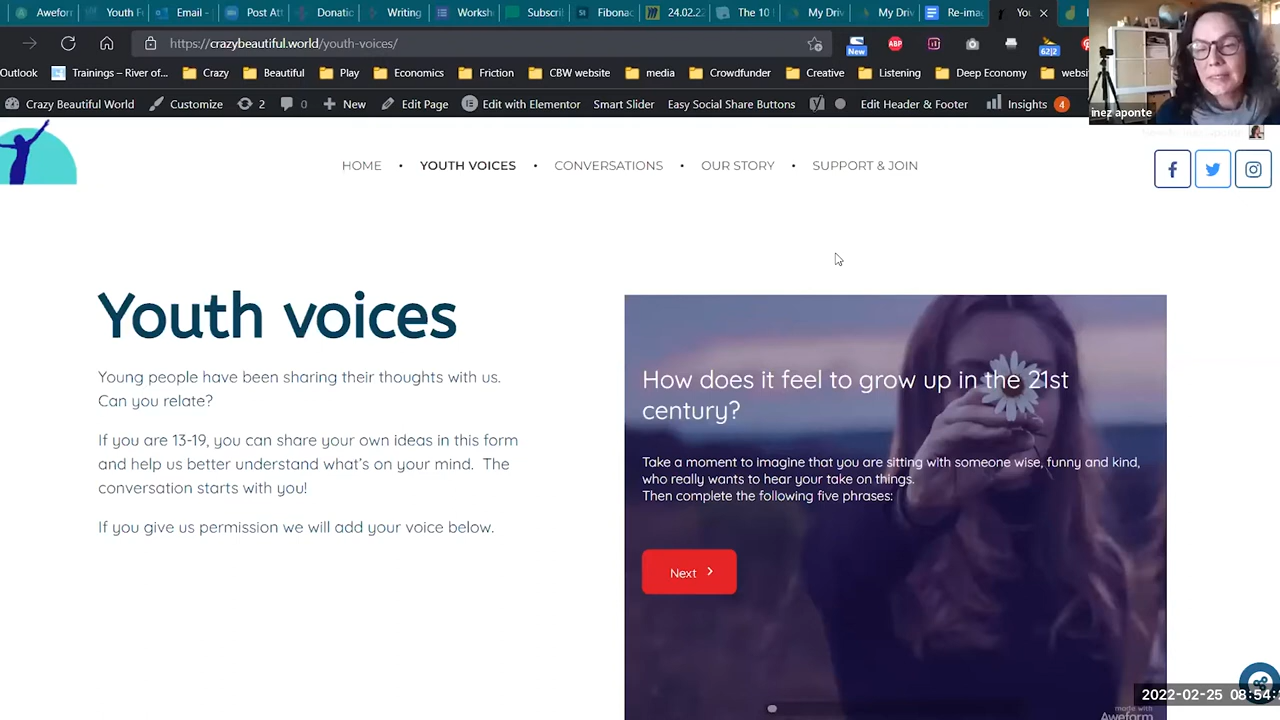 Awefor
Youth F
Email -
Post Att
Donatio
Writing
Worksh
Subscri
Fibonac
24.02.2
The 10
My Driv
My Driv
Re-imag
You
https://crazybeautiful.world/youth-voices/
New
ABP
62|2
Outlook
Trainings – River of...
Crazy
Beautiful
Play
Economics
Friction
CBW website
media
Crowdfunder
Creative
Listening
Deep Economy
websi
Crazy Beautiful World
Customize
2
0
New
Edit Page
Edit with Elementor
Smart Slider
Easy Social Share Buttons
Edit Header & Footer
Insights
4
inez aponte
HOME • YOUTH VOICES • CONVERSATIONS • OUR STORY • SUPPORT & JOIN
Youth voices
Young people have been sharing their thoughts with us.
Can you relate?
If you are 13-19, you can share your own ideas in this form
and help us better understand what's on your mind. The
conversation starts with you!
If you give us permission we will add your voice below.
How does it feel to grow up in the 21st
century?
Take a moment to imagine that you are sitting with someone wise, funny and kind,
who really wants to hear your take on things.
Then complete the following five phrases:
Next
made with
Aweform
2022-02-25 08:54: